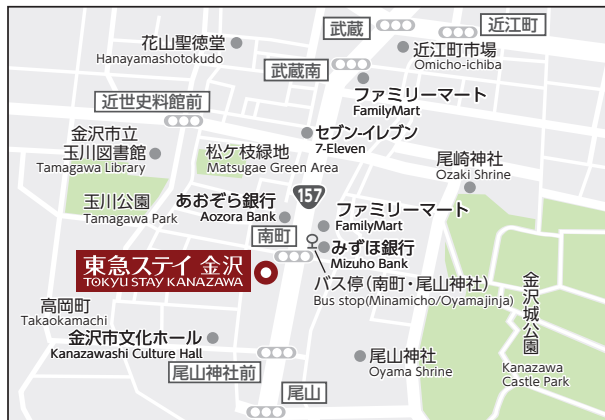 武蔵
近江町
花山聖徳堂
Hanayamashotokudo
近江町市場
Omicho-ichiba
武蔵南
ファミリーマート
FamilyMart
近世史料館前
セブン-イレブン
7-Eleven
金沢市立
玉川図書館
Tamagawa Library
松ケ枝緑地
Matsugae Green Area
尾崎神社
Ozaki Shrine
157
玉川公園
Tamagawa Park
あおぞら銀行
Aozora Bank
ファミリーマート
FamilyMart
南町
みずほ銀行
Mizuho Bank
東急ステイ 金沢
TOKYU STAY KANAZAWA
バス停(南町・尾山神社)
Bus stop(Minamicho/Oyamajinja)
金沢城公園
Kanazawa
Castle Park
高岡町
Takaokamachi
金沢市文化ホール
Kanazawashi Culture Hall
尾山神社
Oyama Shrine
尾山神社前
尾山